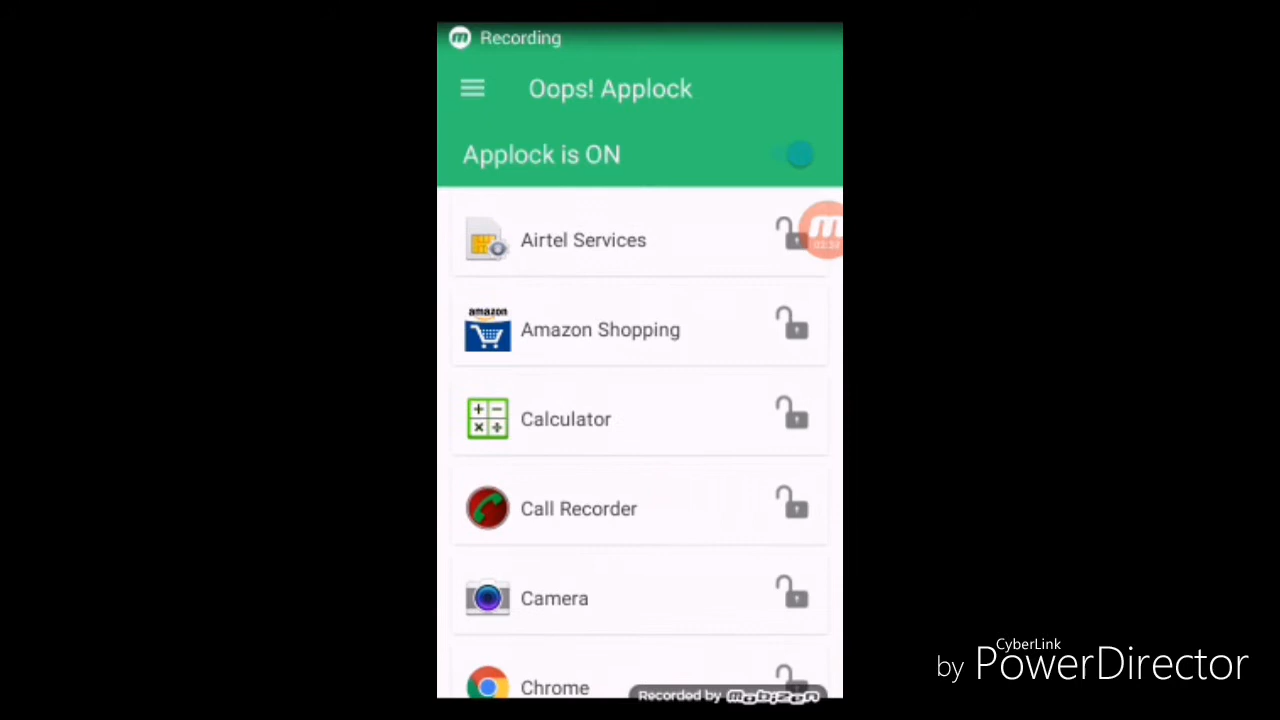 Recording
Oops! Applock
Applock is ON
Airtel Services
amazon
Amazon Shopping
Calculator
Call Recorder
Camera
Chrome
Recorded by mobizen
CyberLink
by PowerDirector